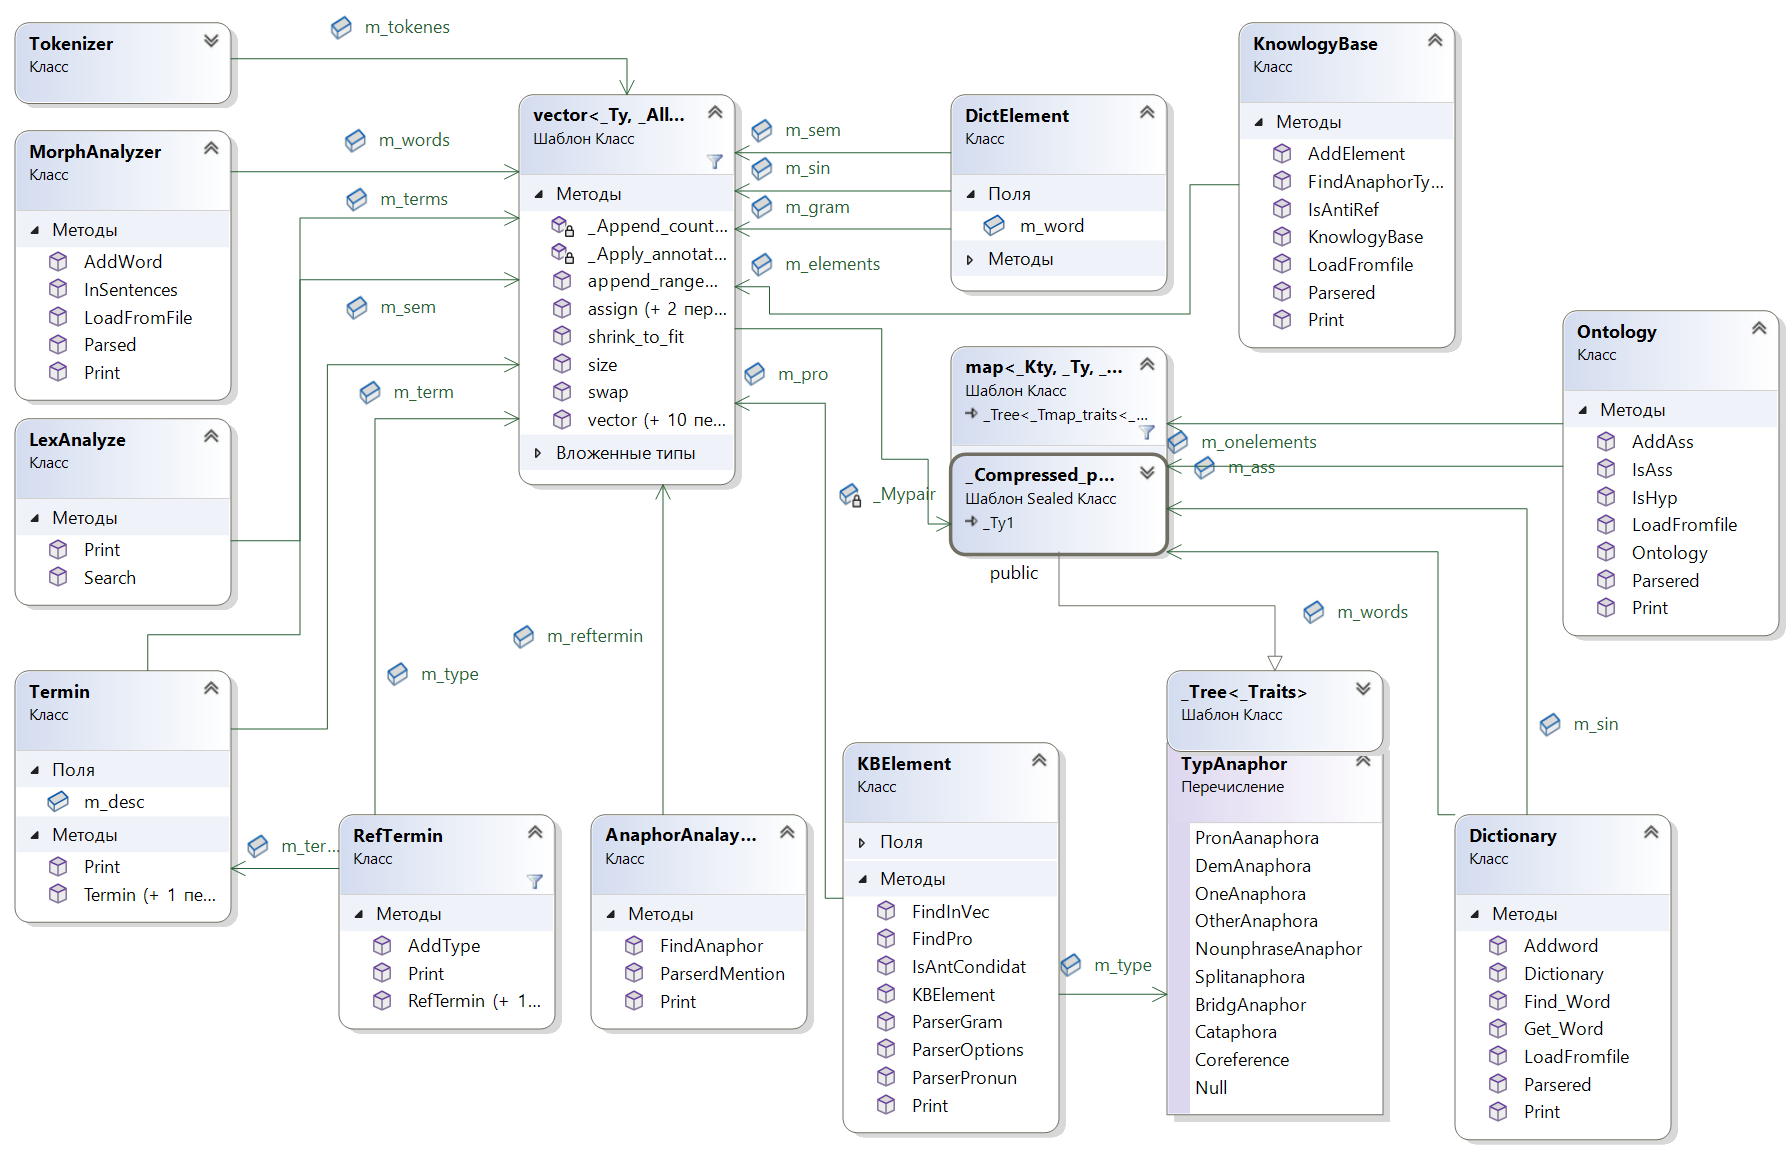 Tokenizer
Класс
m_tokenes
MorphAnalyzer
Класс
Методы
AddWord
InSentences
LoadFromFile
Parsed
Print
m_words
m_terms
m_sem
m_term
LexAnalyze
Класс
Методы
Print
Search
vector<_Ty, _All...
Шаблон Класс
Методы
_Append_count...
_Apply_annotat...
append_range...
assign (+ 2 пер...
shrink_to_fit
size
swap
vector (+ 10 пе...
Вложенные типы
m_sem
m_sin
m_gram
m_elements
m_pro
DictElement
Класс
Поля
m_word
Методы
KnowlogyBase
Класс
Методы
AddElement
FindAnaphorTy...
IsAntiRef
KnowlogyBase
LoadFromfile
Parsered
Print
map<_Kty, _Ty, _...
Шаблон Класс
_Tree<_Tmap_traits<_...
_Compressed_p...
Шаблон Sealed Класс
_Ty1
_Mypair
public
m_onelements
m_ass
Ontology
Класс
Методы
AddAss
IsAss
IsHyp
LoadFromfile
Ontology
Parsered
Print
m_words
m_sin
Termin
Класс
Поля
m_desc
Методы
Print
Termin (+ 1 пе...
m_ter...
m_type
m_reftermin
RefTermin
Класс
Методы
AddType
Print
RefTermin (+ 1...
AnaphorAnalay...
Класс
Методы
FindAnaphor
ParserdMention
Print
KBElement
Класс
Поля
Методы
FindInVec
FindPro
IsAntCondidat
KBElement
ParserGram
ParserOptions
ParserPronun
Print
m_type
_Tree<_Traits>
Шаблон Класс
TypAnaphor
Перечисление
PronAanaphora
DemAnaphora
OneAnaphora
OtherAnaphora
NounphraseAnaphor
Splitanaphora
BridgAnaphor
Cataphora
Coreference
Null
Dictionary
Класс
Методы
Addword
Dictionary
Find_Word
Get_Word
LoadFromfile
Parsered
Print